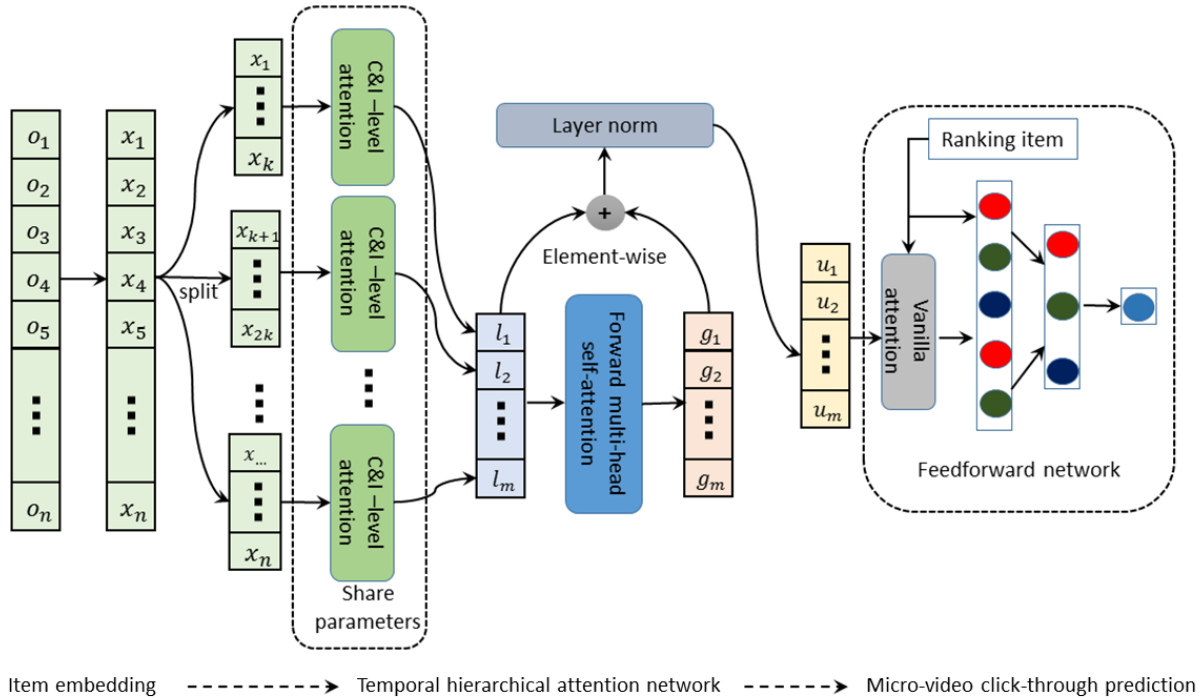 o₁
o₂
o₃
o₄
o₅
oₙ
x₁
x₂
x₃
x₄
x₅
xₙ
split
x₁
xₖ
xₖ₊₁
x₂ₖ
x...
xₙ
C&I –level
attention
C&I –level
attention
C&I –level
attention
Share
parameters
l₁
l₂
lₘ
Layer norm
+
Element-wise
Forward multi-head
self-attention
g₁
g₂
gₘ
u₁
u₂
uₘ
Ranking item
Vanilla
attention
Feedforward network
Item embedding
Temporal hierarchical attention network
Micro-video click-through prediction